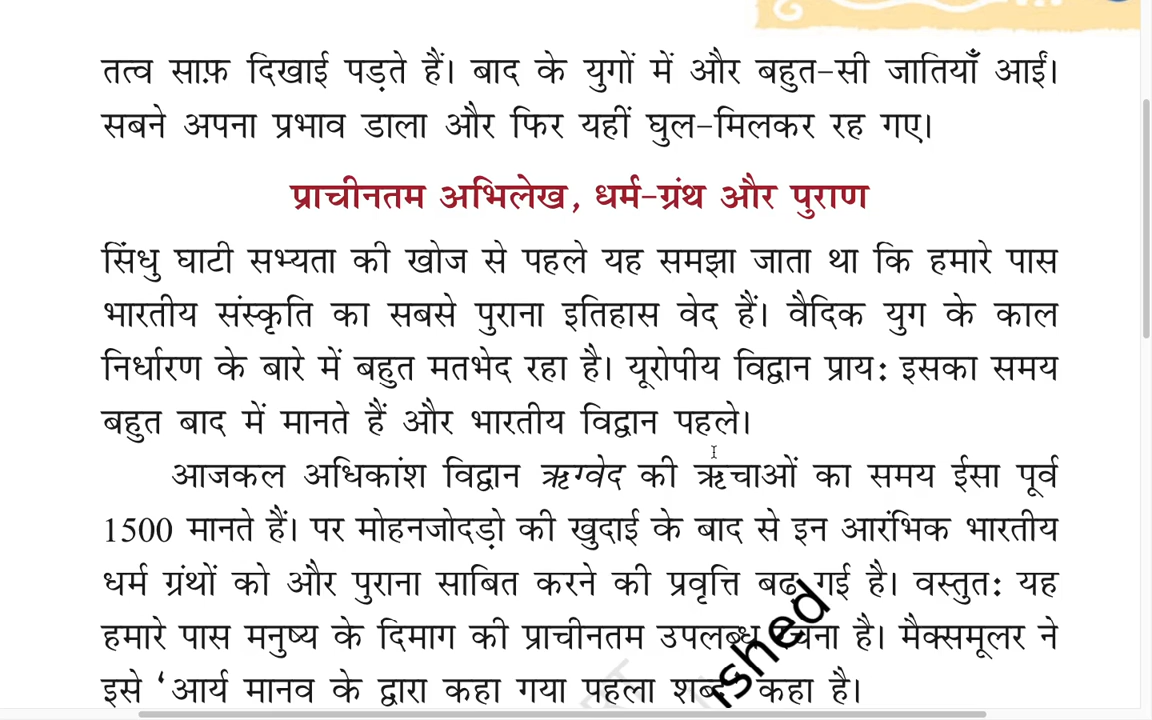 तत्व साफ़ दिखाई पड़ते हैं। बाद के युगों में और बहुत-सी जातियाँ आईं।
सबने अपना प्रभाव डाला और फिर यहीं घुल-मिलकर रह गए।
प्राचीनतम अभिलेख, धर्म-ग्रंथ और पुराण
सिंधु घाटी सभ्यता की खोज से पहले यह समझा जाता था कि हमारे पास
भारतीय संस्कृति का सबसे पुराना इतिहास वेद हैं। वैदिक युग के काल
निर्धारण के बारे में बहुत मतभेद रहा है। यूरोपीय विद्वान प्राय: इसका समय
बहुत बाद में मानते हैं और भारतीय विद्वान पहले।
आजकल अधिकांश विद्वान ऋग्वेद की ऋचाओं का समय ईसा पूर्व
1500 मानते हैं। पर मोहनजोदड़ो की खुदाई के बाद से इन आरंभिक भारतीय
धर्म ग्रंथों को और पुराना साबित करने की प्रवृत्ति बढ़ गई है। वस्तुत: यह
हमारे पास मनुष्य के दिमाग की प्राचीनतम उपलब्ध रचना है। मैक्समूलर ने
इसे ‘आर्य मानव के द्वारा कहा गया पहला शब्द’ कहा है।
shed